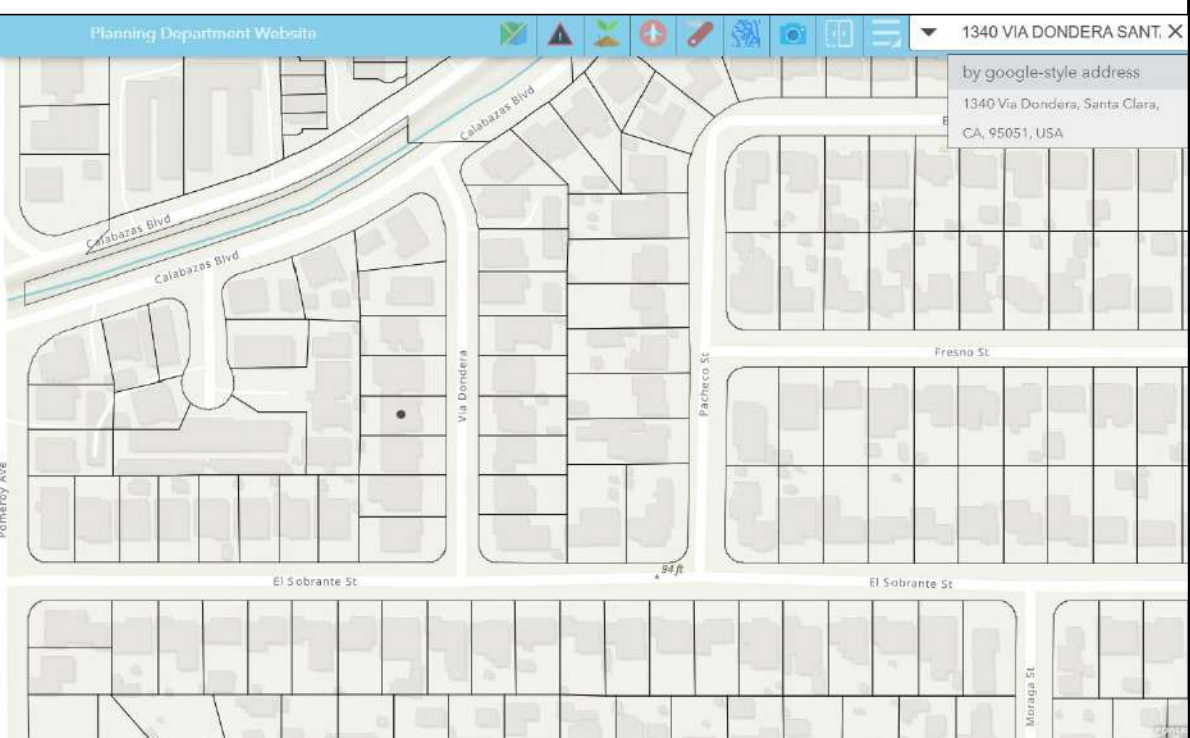 Planning Department Website
1340 VIA DONDERA SANT.
by google-style address
1340 Via Dondera, Santa Clara,
CA, 95051, USA
Calabazas Blvd
Calabazas Blvd
Calabazas Blvd
Via Dondera
Pacheco St
Fresno St
Pomeroy Ave
El Sobrante St
94 ft
El Sobrante St
Moraga St